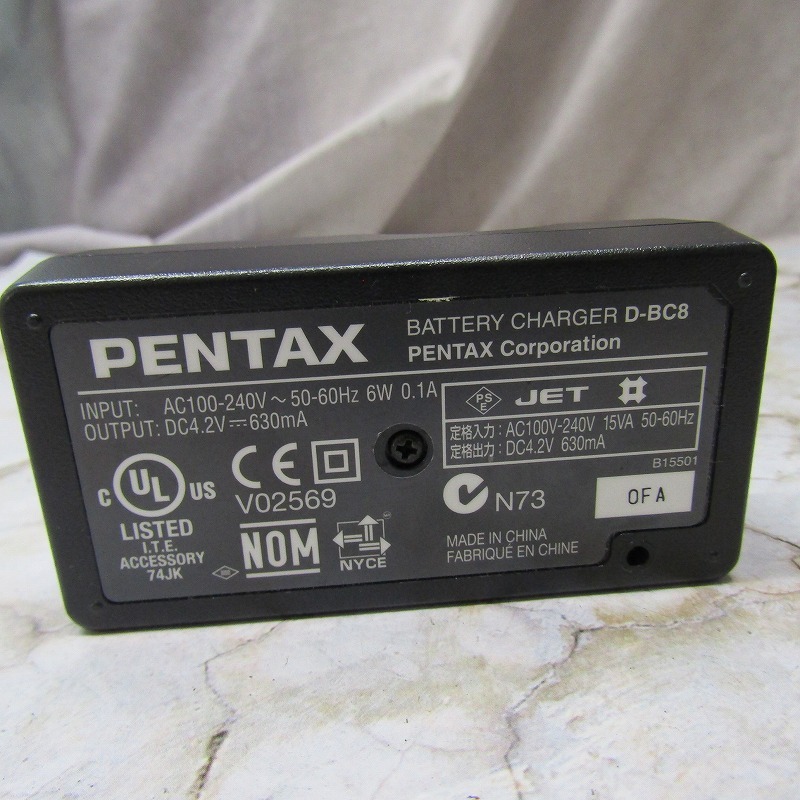 PENTAX
BATTERY CHARGER D-BC8
PENTAX Corporation
INPUT: AC100-240V～50-60Hz 6W 0.1A
OUTPUT: DC4.2V⎓630mA
PS
E
JET
定格入力：AC100V-240V 15VA 50-60Hz
定格出力：DC4.2V 630mA
B15501
C UL US
LISTED
I.T.E.
ACCESSORY
74JK
CE
V02569
NOM
NYCE
N73
0FA
MADE IN CHINA
FABRIQUÉ EN CHINE